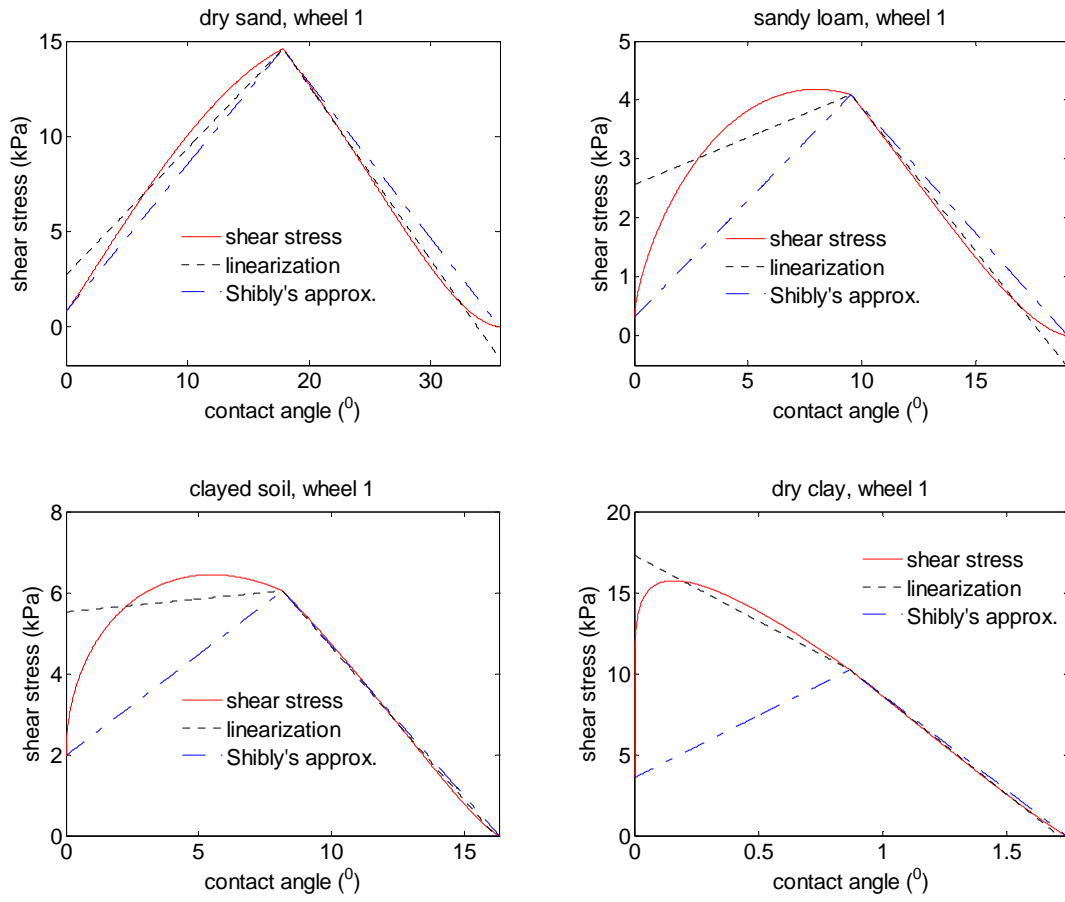 dry sand, wheel 1
15
10
5
0
shear stress (kPa)
shear stress
linearization
Shibly's approx.
0 10 20 30
contact angle (⁰)
sandy loam, wheel 1
5
4
3
2
1
0
shear stress (kPa)
shear stress
linearization
Shibly's approx.
0 5 10 15
contact angle (⁰)
clayed soil, wheel 1
8
6
4
2
0
shear stress (kPa)
shear stress
linearization
Shibly's approx.
0 5 10 15
contact angle (⁰)
dry clay, wheel 1
20
15
10
5
0
shear stress (kPa)
shear stress
linearization
Shibly's approx.
0 0.5 1 1.5
contact angle (⁰)